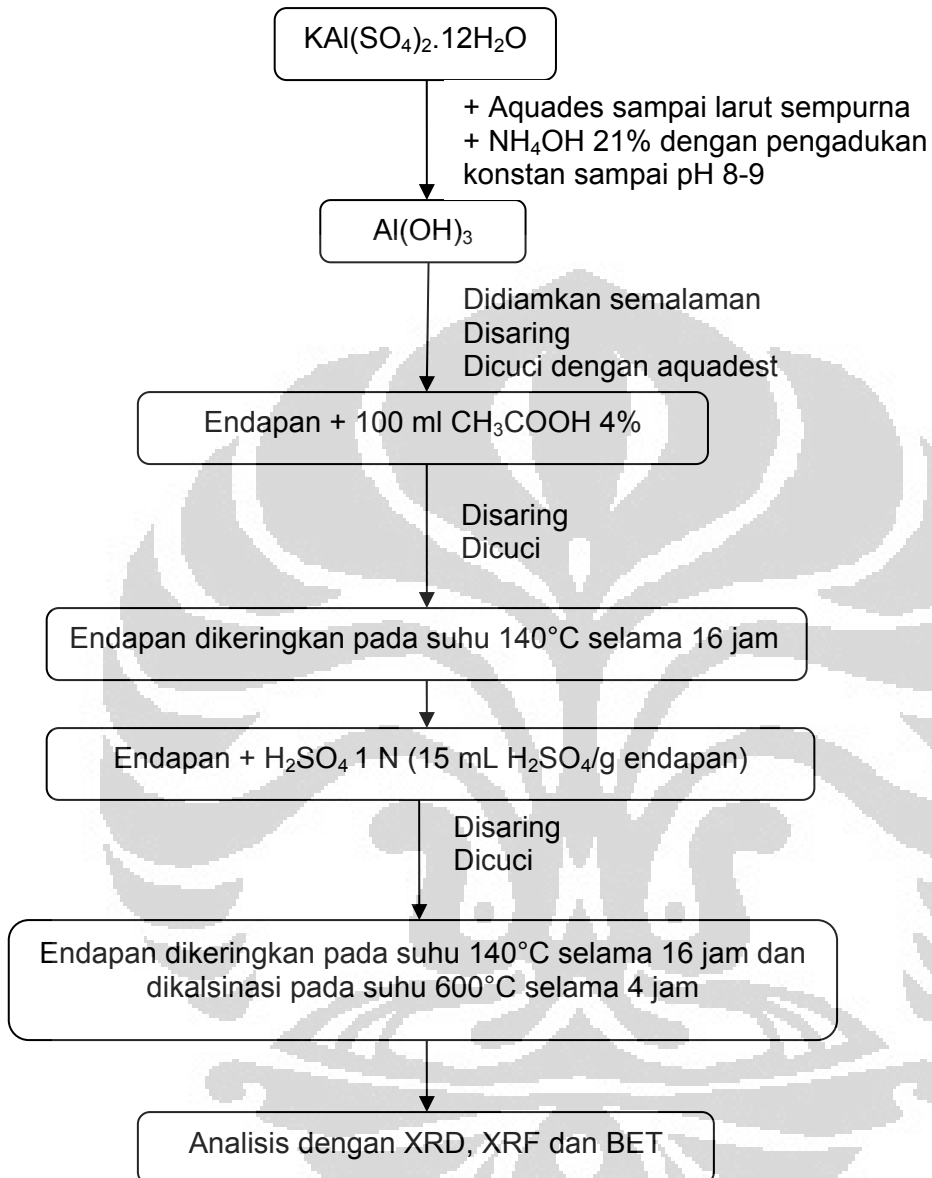 KAl(SO₄)₂.12H₂O
+ Aquades sampai larut sempurna
+ NH₄OH 21% dengan pengadukan
konstan sampai pH 8-9
Al(OH)₃
Didiamkan semalaman
Disaring
Dicuci dengan aquadest
Endapan + 100 ml CH₃COOH 4%
Disaring
Dicuci
Endapan dikeringkan pada suhu 140°C selama 16 jam
Endapan + H₂SO₄ 1 N (15 mL H₂SO₄/g endapan)
Disaring
Dicuci
Endapan dikeringkan pada suhu 140°C selama 16 jam dan
dikalsinasi pada suhu 600°C selama 4 jam
Analisis dengan XRD, XRF dan BET